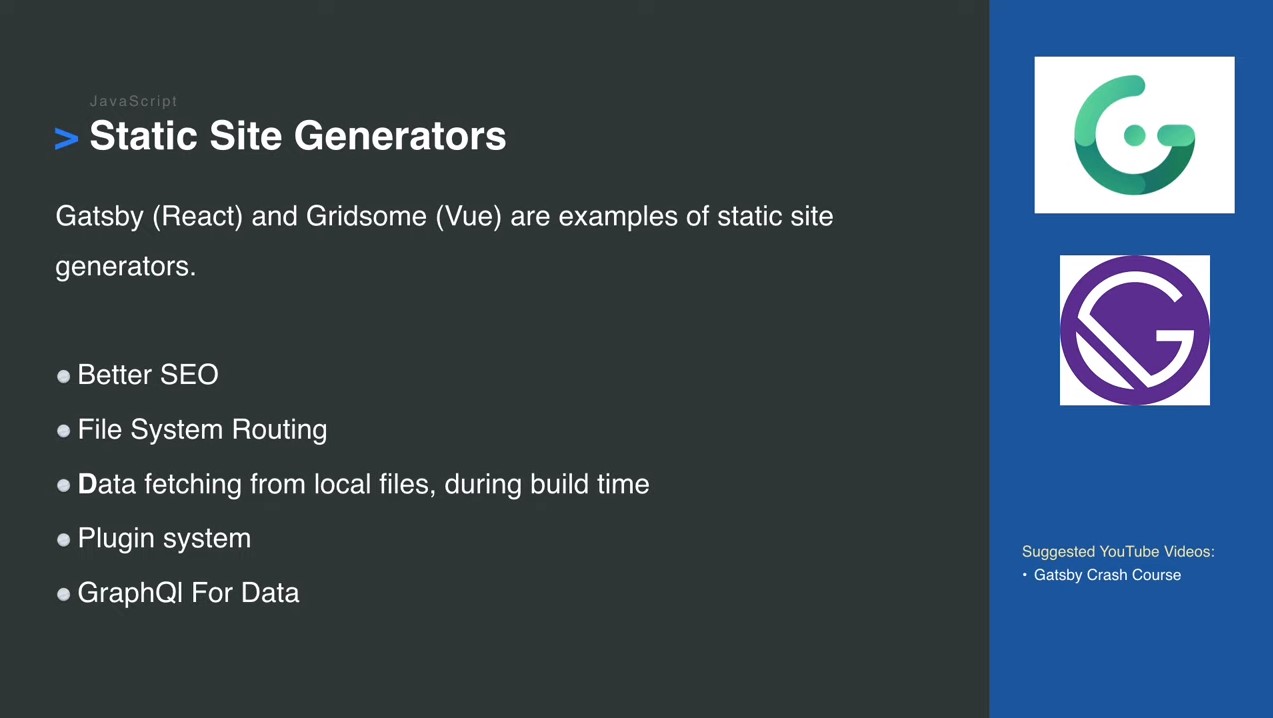 JavaScript
> Static Site Generators
Gatsby (React) and Gridsome (Vue) are examples of static site
generators.
Better SEO
File System Routing
Data fetching from local files, during build time
Plugin system
GraphQl For Data
Suggested YouTube Videos:
• Gatsby Crash Course